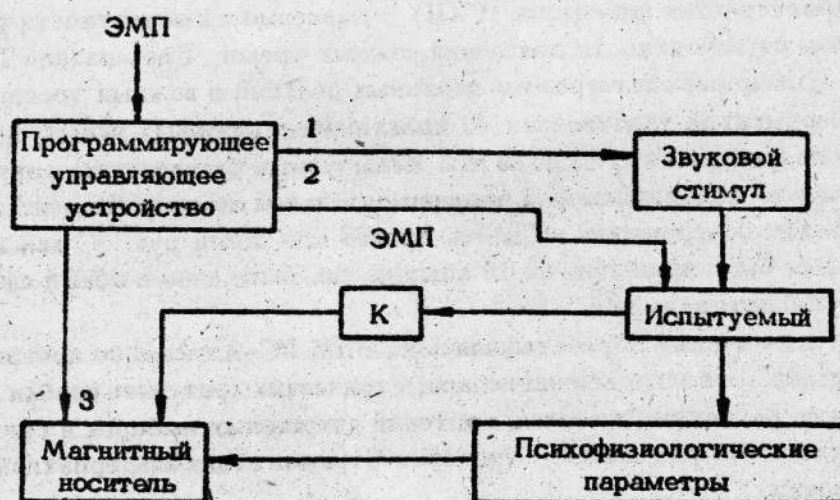 ЭМП
Программирующее
управляющее
устройство
1
2
Звуковой
стимул
ЭМП
К
Испытуемый
3
Магнитный
носитель
Психофизиологические
параметры